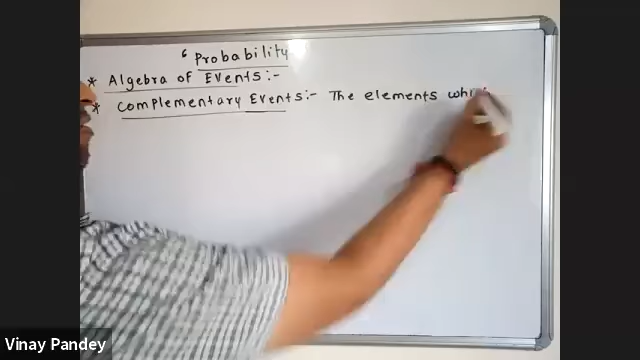 ‘ Probability
* Algebra of Events:-
* Complementary Events:- The elements
Vinay Pandey